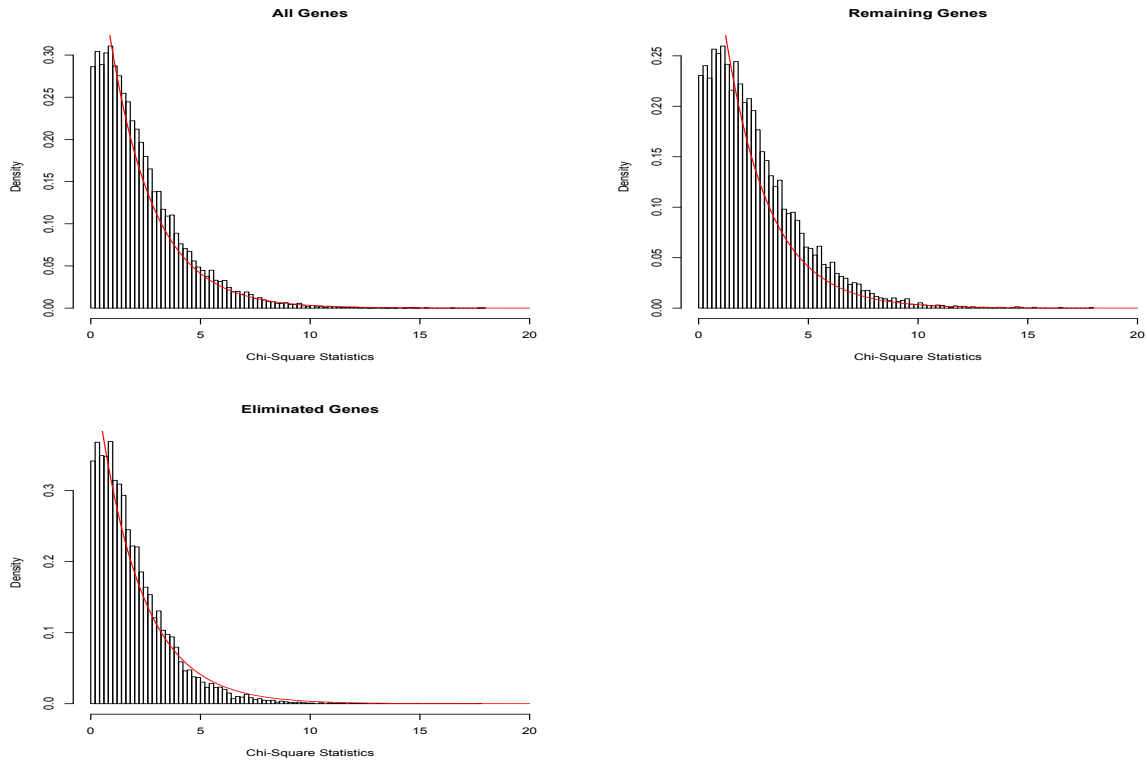 All Genes
Density
0.00 0.05 0.10 0.15 0.20 0.25 0.30
0 5 10 15 20
Chi-Square Statistics
Remaining Genes
Density
0.00 0.05 0.10 0.15 0.20 0.25
0 5 10 15 20
Chi-Square Statistics
Eliminated Genes
Density
0.0 0.1 0.2 0.3
0 5 10 15 20
Chi-Square Statistics